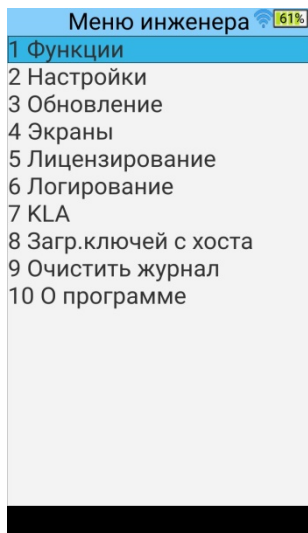 Меню инженера 61%
1 Функции
2 Настройки
3 Обновление
4 Экраны
5 Лицензирование
6 Логирование
7 KLA
8 Загр.ключей с хоста
9 Очистить журнал
10 О программе